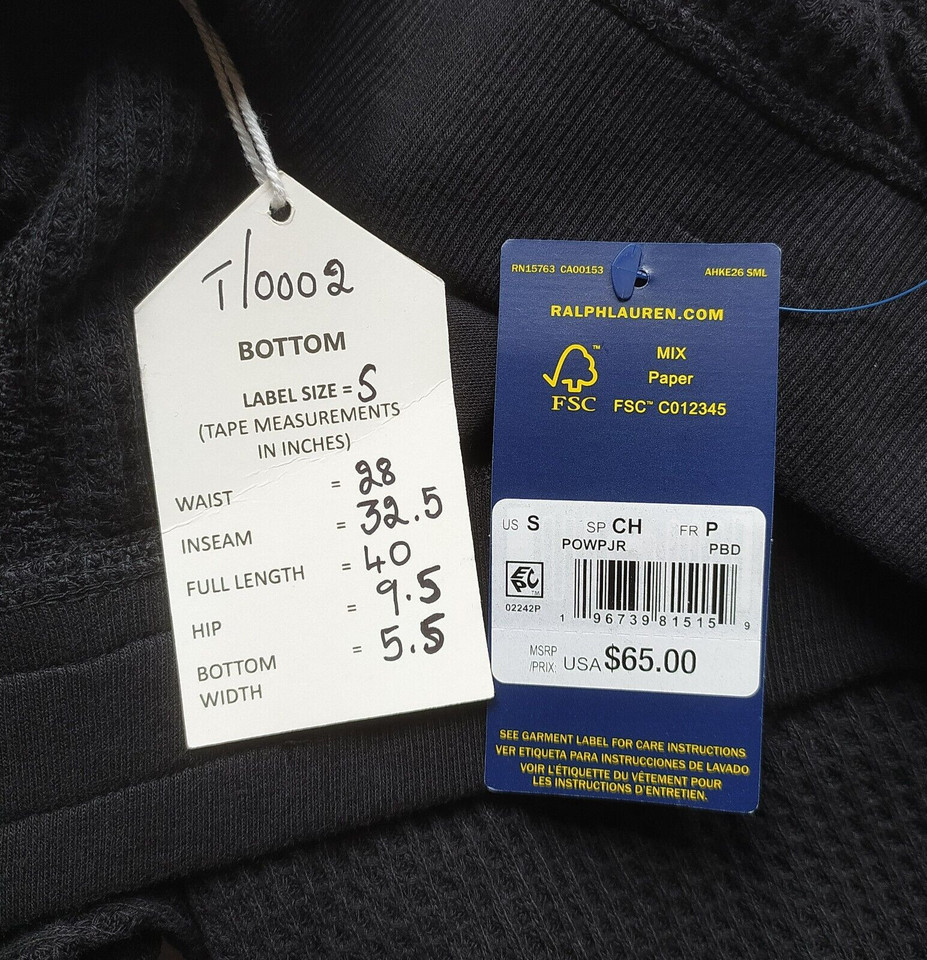 T/0002
BOTTOM
LABEL SIZE = S
(TAPE MEASUREMENTS
IN INCHES)
WAIST = 28
INSEAM = 32.5
FULL LENGTH = 40
HIP = 9.5
BOTTOM = 5.5
WIDTH
RN15763 CA00153 AHKE26 SML
RALPHLAUREN.COM
FSC™
MIX
Paper
FSC™ C012345
US S SP CH FR P
POWPJR PBD
EPC™
02242P
1 96739 81515 9
MSRP
/PRIX: USA $65.00
SEE GARMENT LABEL FOR CARE INSTRUCTIONS
VER ETIQUETA PARA INSTRUCCIONES DE LAVADO
VOIR L'ÉTIQUETTE DU VÊTEMENT POUR
LES INSTRUCTIONS D'ENTRETIEN.